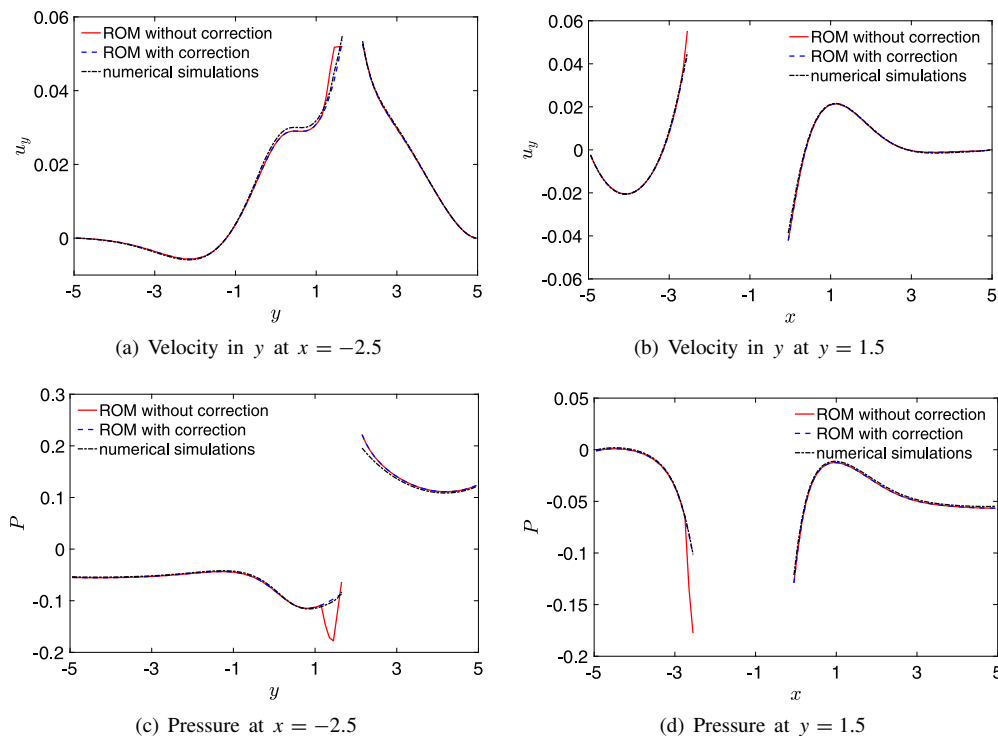 0.06
0.04
0.02
0
u_y
ROM without correction
ROM with correction
numerical simulations
-5 -3 -1 1 3 5
y
(a) Velocity in y at x = −2.5
0.06
0.04
0.02
0
-0.02
-0.04
-0.06
u_y
ROM without correction
ROM with correction
numerical simulations
-5 -3 -1 1 3 5
x
(b) Velocity in y at y = 1.5
0.3
0.2
0.1
0
-0.1
-0.2
P
ROM without correction
ROM with correction
numerical simulations
-5 -3 -1 1 3 5
y
(c) Pressure at x = −2.5
0.05
0
-0.05
-0.1
-0.15
-0.2
P
ROM without correction
ROM with correction
numerical simulations
-5 -3 -1 1 3 5
x
(d) Pressure at y = 1.5